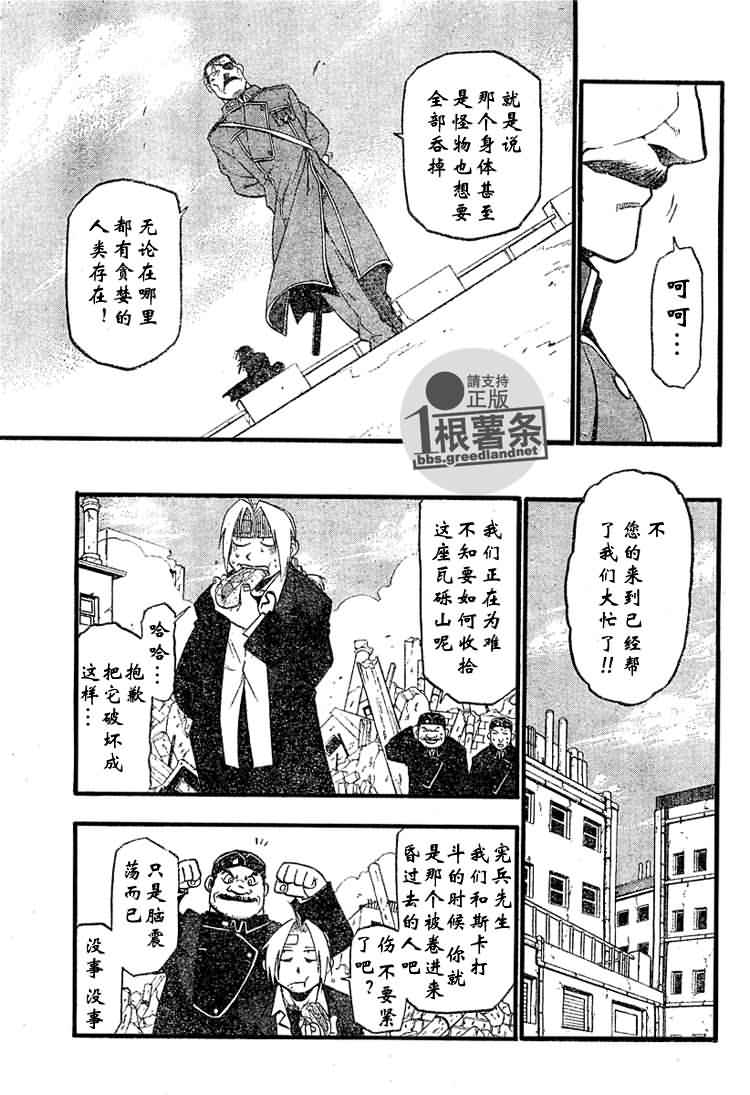 呵呵…
就是说
那个身体甚至
是怪物也想要
全部吞掉
无论在哪里
都有贪婪的
人类存在！
請支持
正版
1根薯条
bbs.greedlandnet
不
您的来到已经帮
了我们大忙了!!
我们正在为难
不知要如何收拾
这座瓦砾山呢
哈哈…
抱歉
把它破坏成
这样…
宪兵先生
我们和斯卡打
斗的时候 你就
是那个被卷进来
昏过去的人吧
伤不要紧
了吧？
只是脑震
荡而已
没事 没事